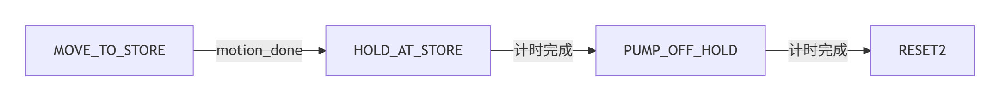 MOVE_TO_STORE
motion_done
HOLD_AT_STORE
计时完成
PUMP_OFF_HOLD
计时完成
RESET2